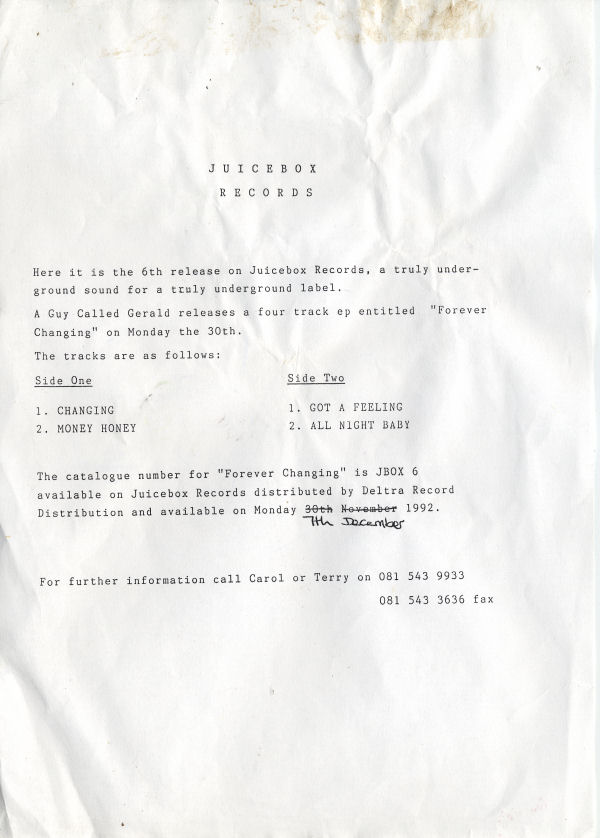 J U I C E B O X
R E C O R D S
Here it is the 6th release on Juicebox Records, a truly under-
ground sound for a truly underground label.
A Guy Called Gerald releases a four track ep entitled "Forever
Changing" on Monday the 30th.
The tracks are as follows:
Side One Side Two
1. CHANGING 1. GOT A FEELING
2. MONEY HONEY 2. ALL NIGHT BABY
The catalogue number for "Forever Changing" is JBOX 6
available on Juicebox Records distributed by Deltra Record
Distribution and available on Monday 30th November 1992.
7th December
For further information call Carol or Terry on 081 543 9933
081 543 3636 fax